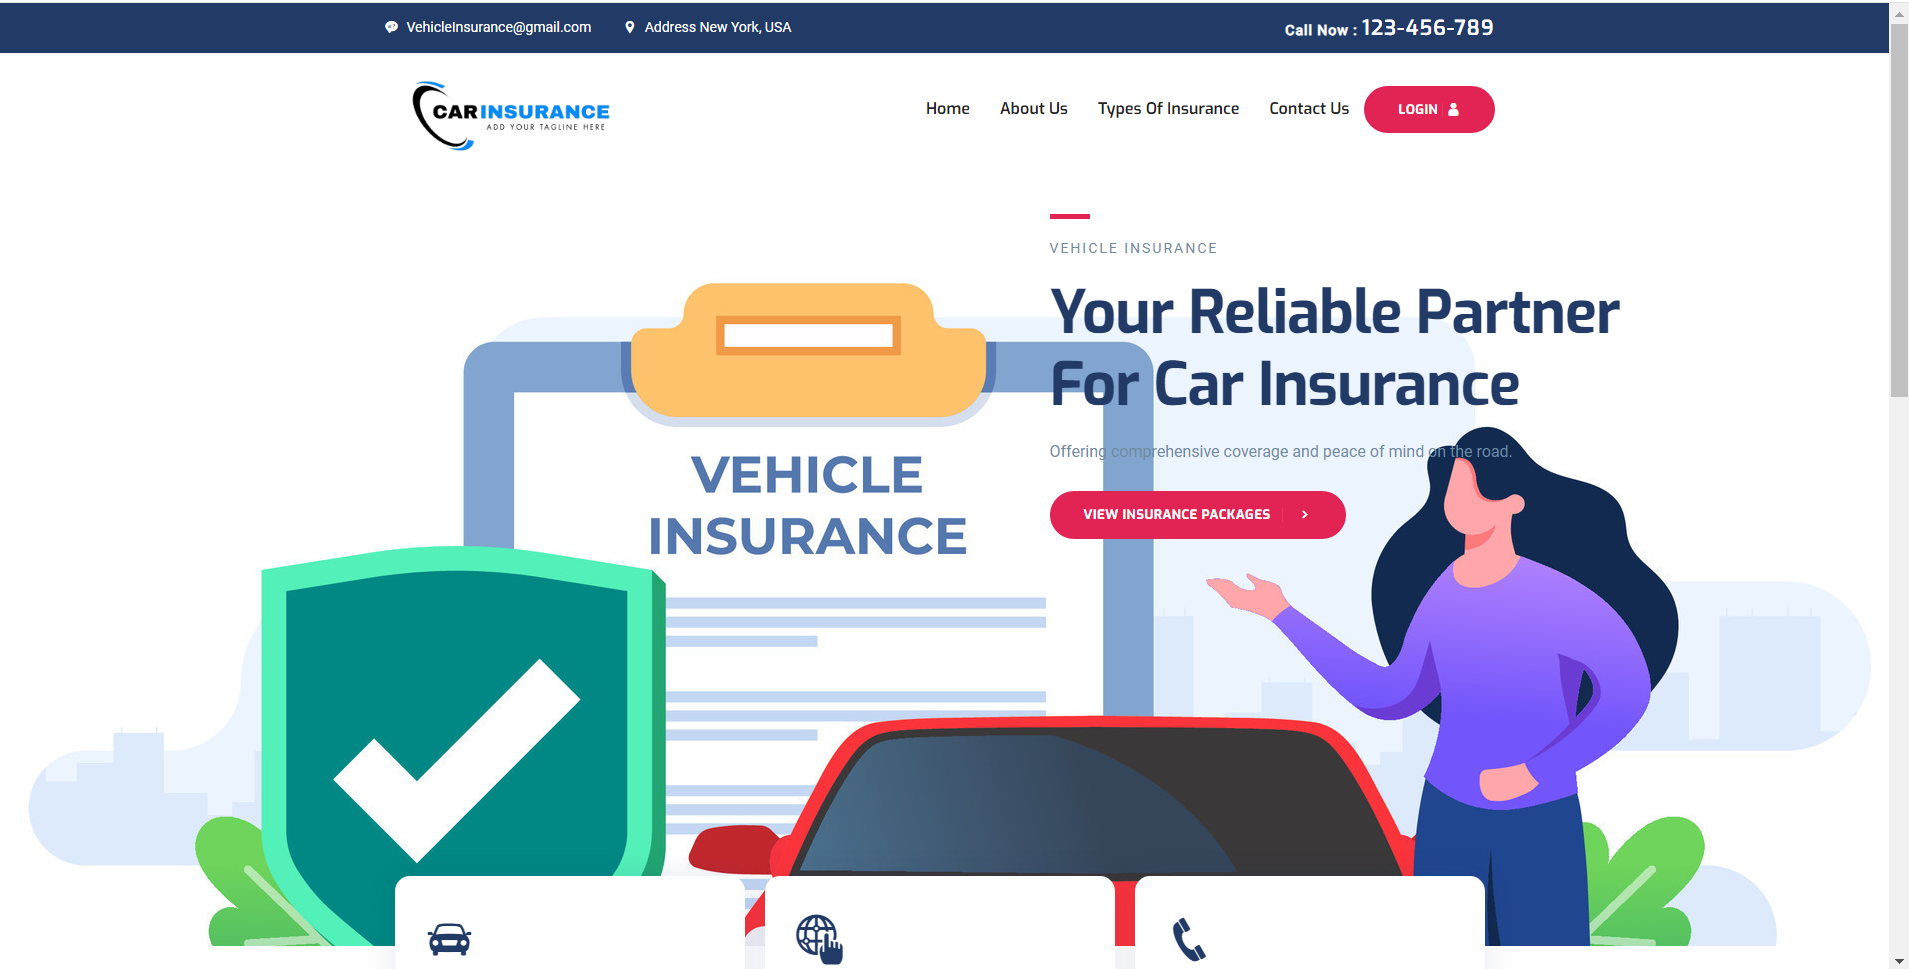 VehicleInsurance@gmail.com
Address New York, USA
Call Now : 123-456-789
CARINSURANCE
ADD YOUR TAGLINE HERE
Home
About Us
Types Of Insurance
Contact Us
LOGIN
VEHICLE INSURANCE
Your Reliable Partner
For Car Insurance
Offering comprehensive coverage and peace of mind on the road.
VIEW INSURANCE PACKAGES
VEHICLE
INSURANCE